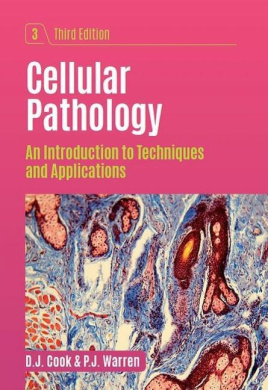 3 Third Edition
Cellular
Pathology
An Introduction to Techniques
and Applications
D.J. Cook & P.J. Warren